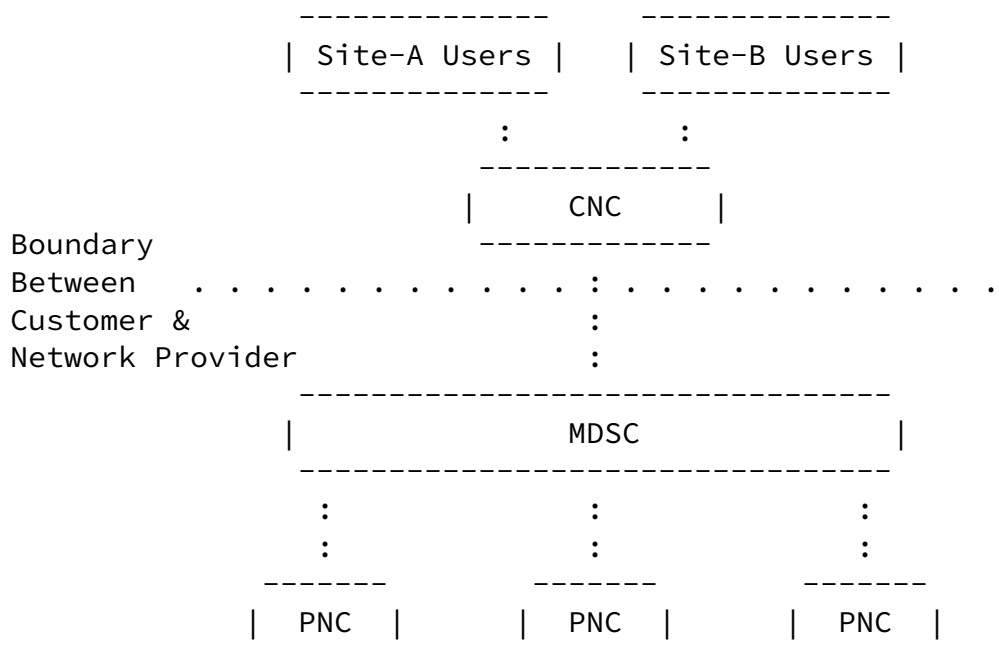 --------------     --------------
| Site-A Users |   | Site-B Users |
--------------     --------------
:         :
-------------
|     CNC     |
Boundary                  -------------
Between   . . . . . . . . . . . : . . . . . . . . . . .
Customer &                      :
Network Provider                :
---------------------------------
|               MDSC              |
---------------------------------
:              :              :
:              :              :
-------        -------        -------
|  PNC  |      |  PNC  |      |  PNC  |